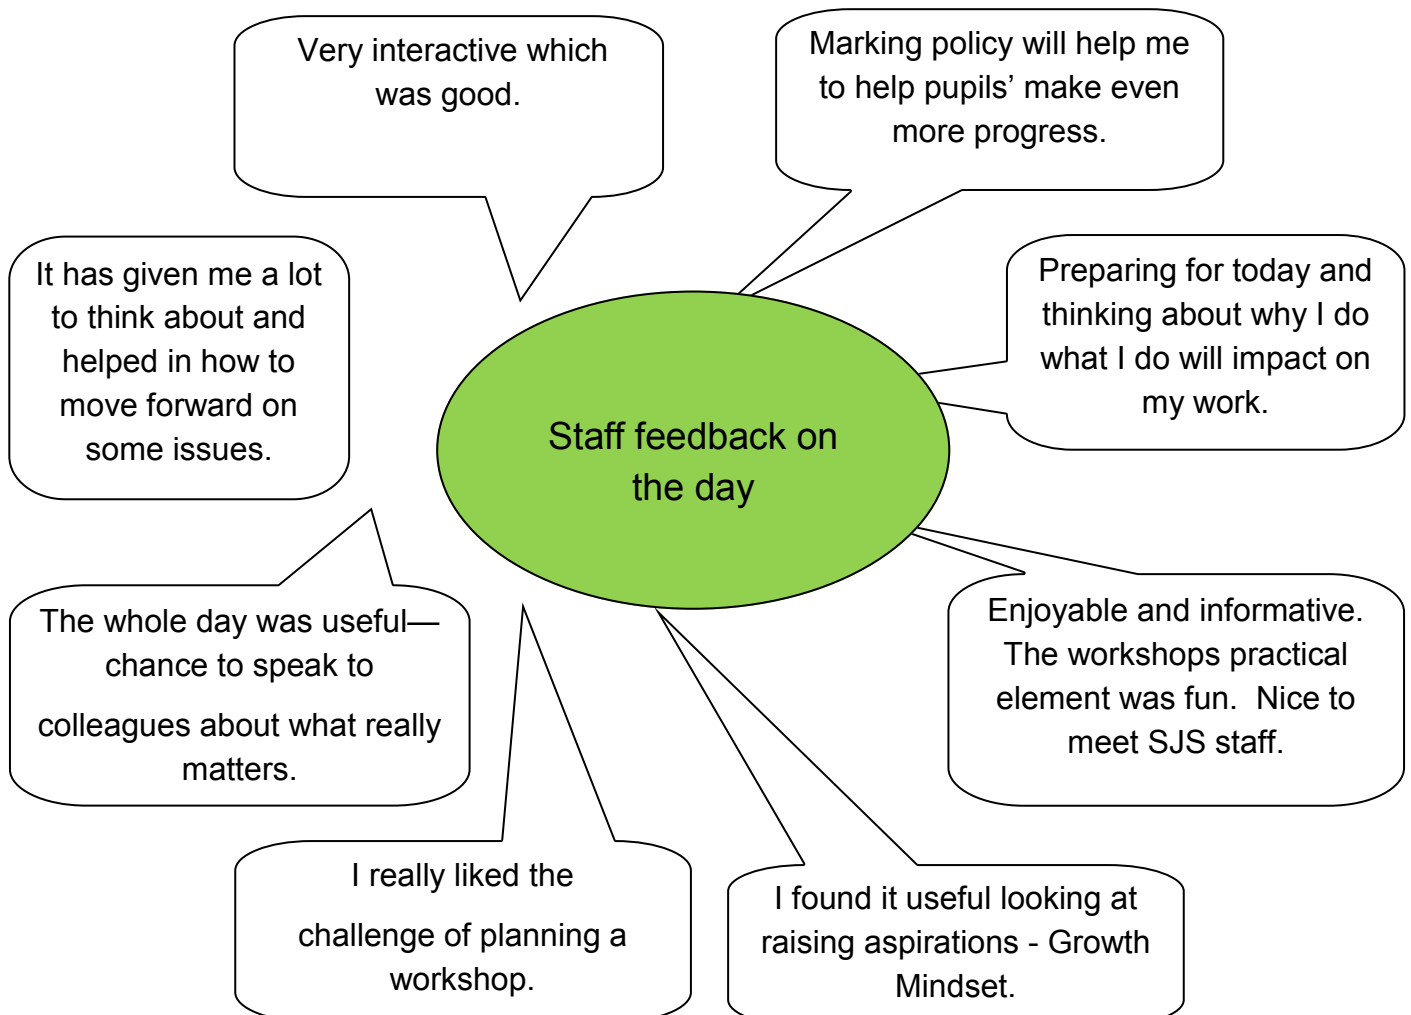 Very interactive which
was good.
Marking policy will help me
to help pupils’ make even
more progress.
It has given me a lot
to think about and
helped in how to
move forward on
some issues.
Preparing for today and
thinking about why I do
what I do will impact on
my work.
Staff feedback on
the day
The whole day was useful—
chance to speak to
colleagues about what really
matters.
Enjoyable and informative.
The workshops practical
element was fun.  Nice to
meet SJS staff.
I really liked the
challenge of planning a
workshop.
I found it useful looking at
raising aspirations - Growth
Mindset.